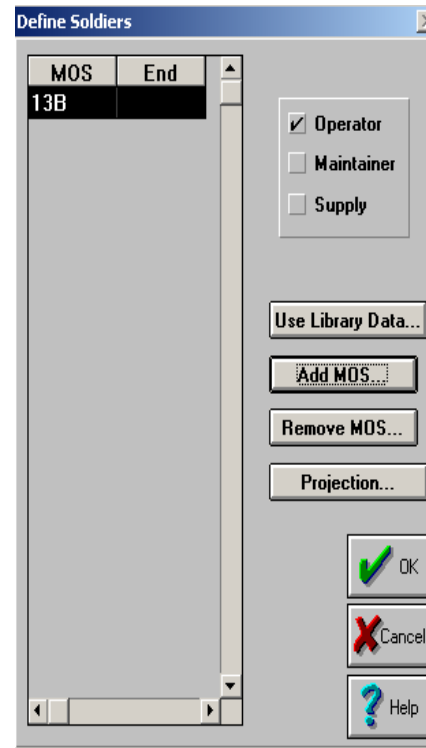 Define Soldiers
MOS End
13B
Operator
Maintainer
Supply
Use Library Data...
Add MOS...
Remove MOS...
Projection...
OK
Cancel
Help